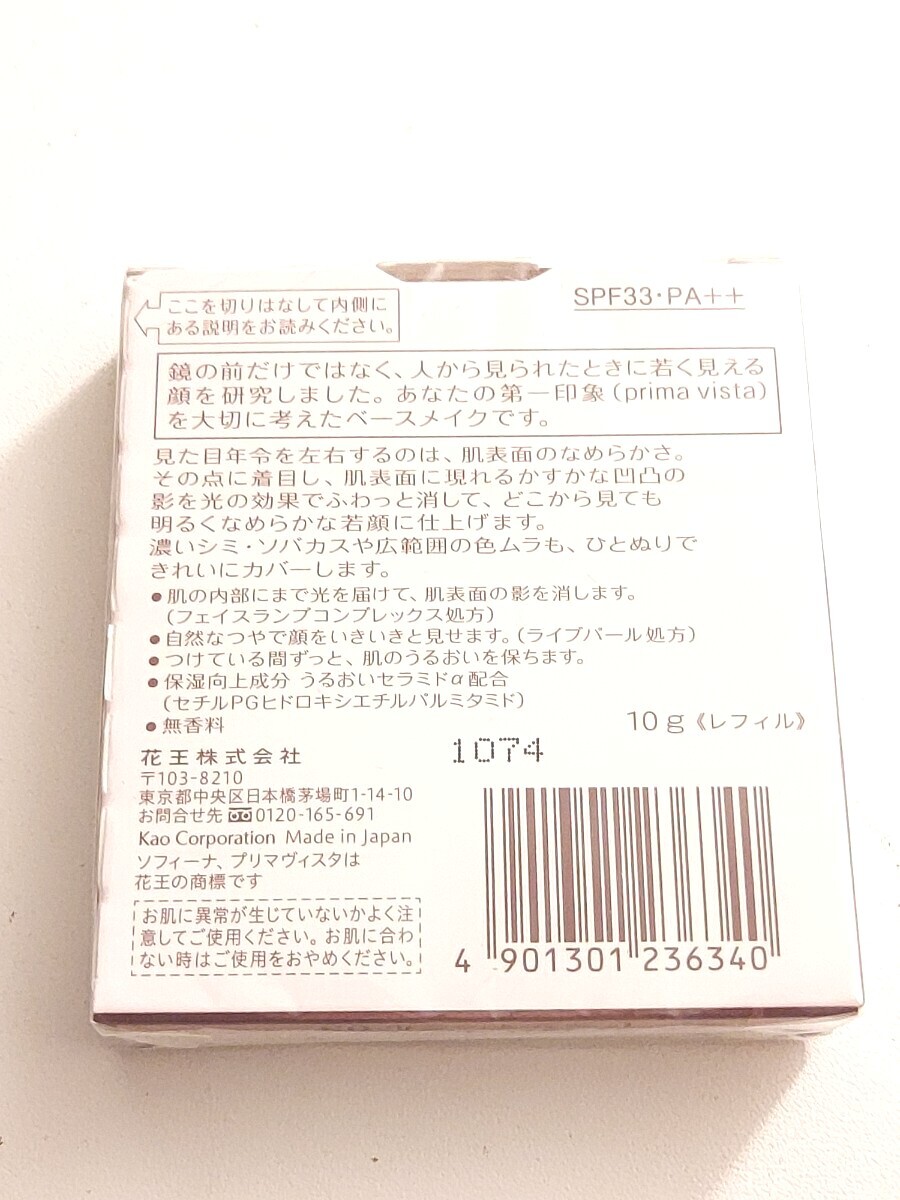 ここを切りはなして内側に
ある説明をお読みください。
SPF33・PA++
鏡の前だけではなく、人から見られたときに若く見える
顔を研究しました。あなたの第一印象(prima vista)
を大切に考えたベースメイクです。
見た目年令を左右するのは、肌表面のなめらかさ。
その点に着目し、肌表面に現れるかすかな凹凸の
影を光の効果でふわっと消して、どこから見ても
明るくなめらかな若顔に仕上げます。
濃いシミ・ソバカスや広範囲の色ムラも、ひとぬりで
きれいにカバーします。
●肌の内部にまで光を届けて、肌表面の影を消します。
(フェイスランプコンプレックス処方)
●自然なつやで顔をいきいきと見せます。(ライブパール処方)
●つけている間ずっと、肌のうるおいを保ちます。
●保湿向上成分 うるおいセラミドα配合
(セチルPGヒドロキシエチルパルミタミド)
●無香料
10g《レフィル》
花王株式会社
1074
〒103-8210
東京都中央区日本橋茅場町1-14-10
お問合せ先 0120-165-691
Kao Corporation Made in Japan
ソフィーナ、プリマヴィスタは
花王の商標です
お肌に異常が生じていないかよく注
意してご使用ください。お肌に合わ
ない時はご使用をおやめください。
4 901301 236340